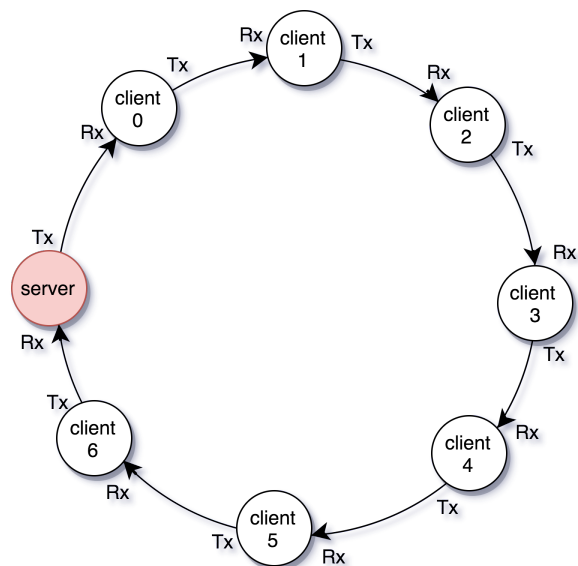 Rx
client
1
Tx
Tx
client
0
Rx
Rx
client
2
Tx
Tx
server
Rx
Rx
client
3
Tx
Tx
client
6
Rx
Rx
client
4
Tx
Tx
client
5
Rx